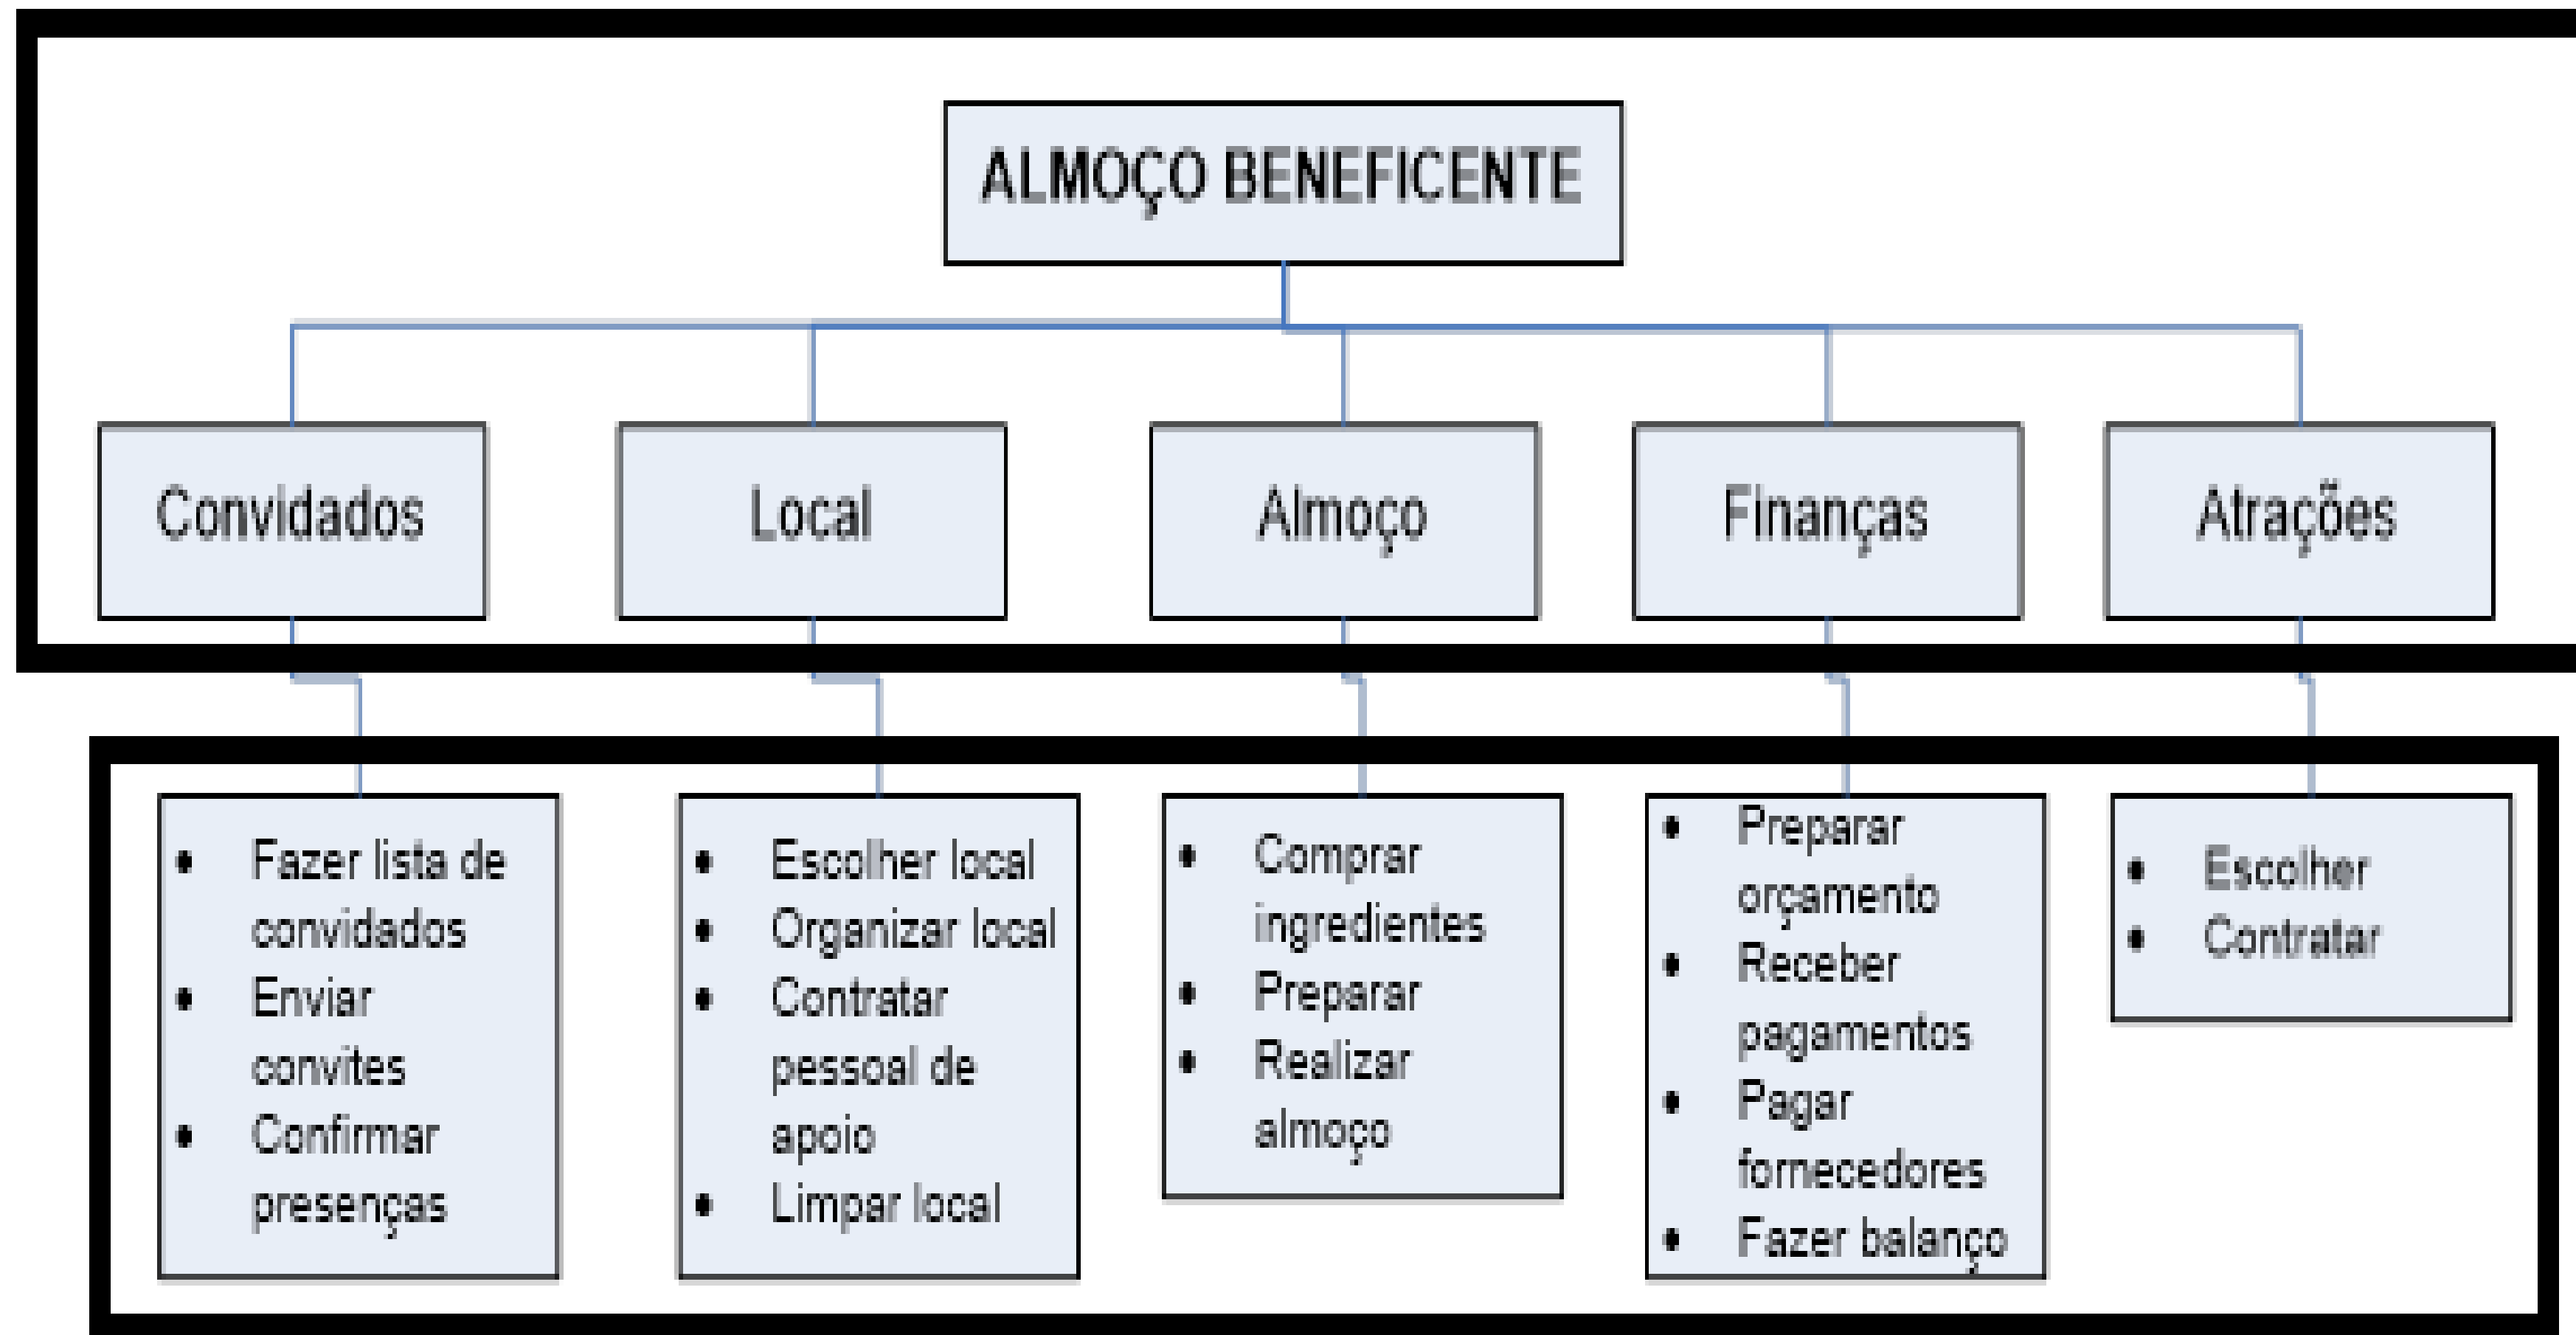 ALMOÇO BENEFICENTE
Convidados
Local
Almoço
Finanças
Atrações
• Fazer lista de
convidados
• Enviar
convites
• Confirmar
presenças
• Escolher local
• Organizar local
• Contratar
pessoal de
apoio
• Limpar local
• Comprar
ingredientes
• Preparar
• Realizar
almoço
• Preparar
orçamento
• Receber
pagamentos
• Pagar
fornecedores
• Fazer balanço
• Escolher
• Contratar